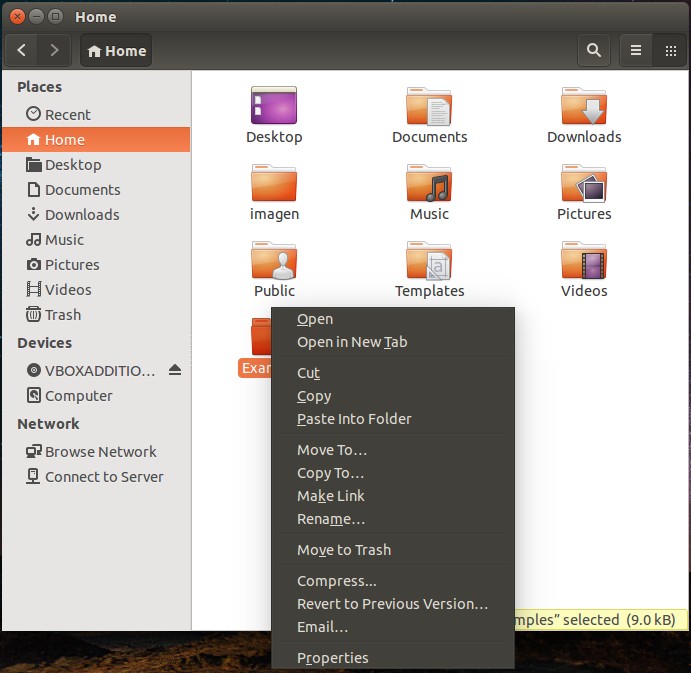 Home
Home
Places
Recent
Home
Desktop
Documents
Downloads
Music
Pictures
Videos
Trash
Devices
VBOXADDITIO...
Computer
Network
Browse Network
Connect to Server
Desktop
Documents
Downloads
imagen
Music
Pictures
Public
Templates
Videos
Exam
Open
Open in New Tab
Cut
Copy
Paste Into Folder
Move To...
Copy To...
Make Link
Rename...
Move to Trash
Compress...
Revert to Previous Version...
Email...
Properties
mples” selected (9.0 kB)